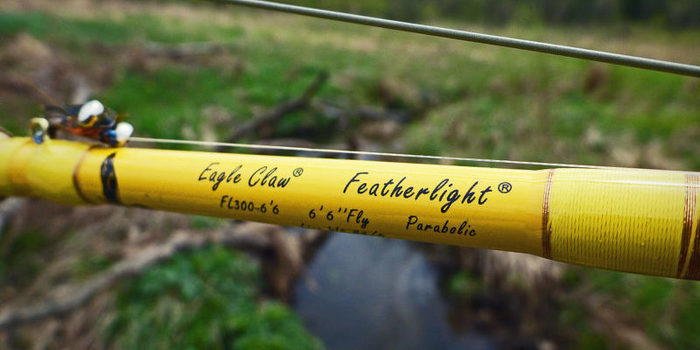 Eagle Claw® Featherlight®
FL300-6'6 6'6"Fly Parabolic